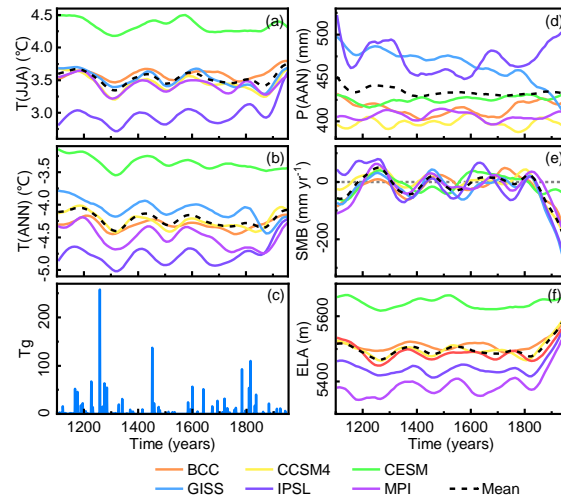 (a)
T(JJA) (℃)
4.5
4.0
3.5
3.0
(b)
T(ANN) (℃)
-3.5
-4.0
-4.5
-5.0
(c)
Tg
200
100
0
1200 1400 1600 1800
Time (years)
(d)
P(AAN) (mm)
500
450
400
(e)
SMB (mm yr⁻¹)
0
-200
(f)
ELA (m)
5600
5400
1200 1400 1600 1800
Time (years)
BCC CCSM4 CESM
GISS IPSL MPI Mean